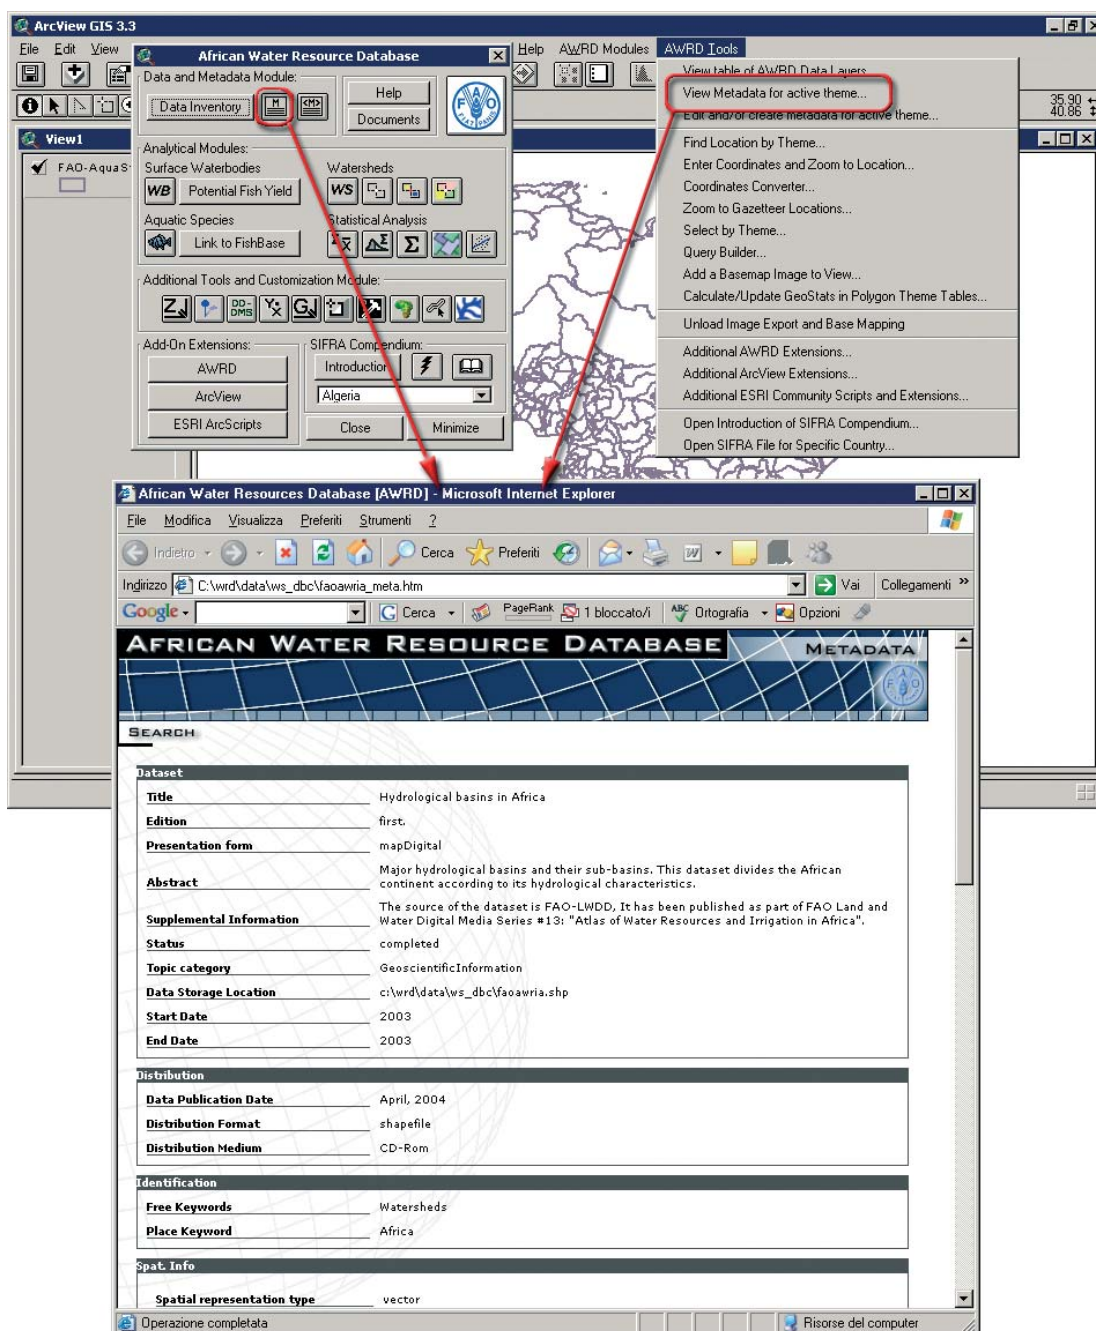 ArcView GIS 3.3
File Edit View
Help AWRD Modules AWRD Tools
35.90
40.86
View1
FAO-AquaS
African Water Resource Database
Data and Metadata Module:
Data Inventory M <M>
Help
Documents
FAO
FIAT PANIS
Analytical Modules:
Surface Waterbodies
Watersheds
WB Potential Fish Yield
WS
Aquatic Species
Statistical Analysis
Link to FishBase
Σ
Additional Tools and Customization Module:
Z DD-DMS Y X G
Add-On Extensions:
AWRD
ArcView
ESRI ArcScripts
SIFRA Compendium:
Introduction
Algeria
Close Minimize
View table of AWRD Data Layers
View Metadata for active theme...
Edit and/or create metadata for active theme...
Find Location by Theme...
Enter Coordinates and Zoom to Location...
Coordinates Converter...
Zoom to Gazetteer Locations...
Select by Theme...
Query Builder...
Add a Basemap Image to View...
Calculate/Update GeoStats in Polygon Theme Tables...
Unload Image Export and Base Mapping
Additional AWRD Extensions...
Additional ArcView Extensions...
Additional ESRI Community Scripts and Extensions...
Open Introduction of SIFRA Compendium...
Open SIFRA File for Specific Country...
African Water Resources Database [AWRD] - Microsoft Internet Explorer
File Modifica Visualizza Preferiti Strumenti ?
Indietro Cerca Preferiti
Indirizzo C:\wrd\data\ws_dbc\faoawria_meta.htm Vai Collegamenti »
Google Cerca PageRank 1 bloccato/i ABC Ortografia Opzioni
AFRICAN WATER RESOURCE DATABASE METADATA
SEARCH
Dataset
Title Hydrological basins in Africa
Edition first.
Presentation form mapDigital
Abstract Major hydrological basins and their sub-basins. This dataset divides the African
continent according to its hydrological characteristics.
Supplemental Information The source of the dataset is FAO-LWDD, It has been published as part of FAO Land and
Water Digital Media Series #13: "Atlas of Water Resources and Irrigation in Africa".
Status completed
Topic category GeoscientificInformation
Data Storage Location c:\wrd\data\ws_dbc\faoawria.shp
Start Date 2003
End Date 2003
Distribution
Data Publication Date April, 2004
Distribution Format shapefile
Distribution Medium CD-Rom
Identification
Free Keywords Watersheds
Place Keyword Africa
Spat. Info
Spatial representation type vector
Operazione completata Risorse del computer